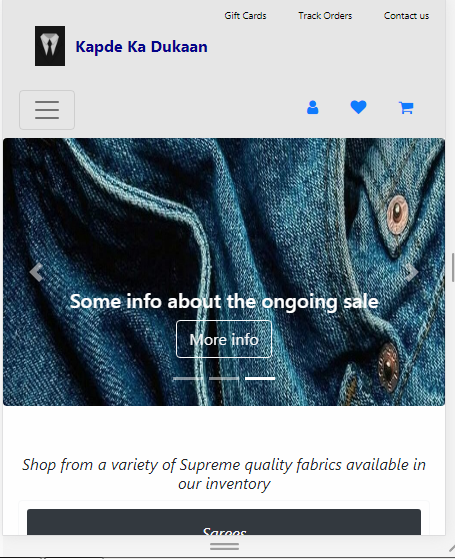 Gift Cards Track Orders Contact us
Kapde Ka Dukaan
Some info about the ongoing sale
More info
Shop from a variety of Supreme quality fabrics available in
our inventory
Sarees